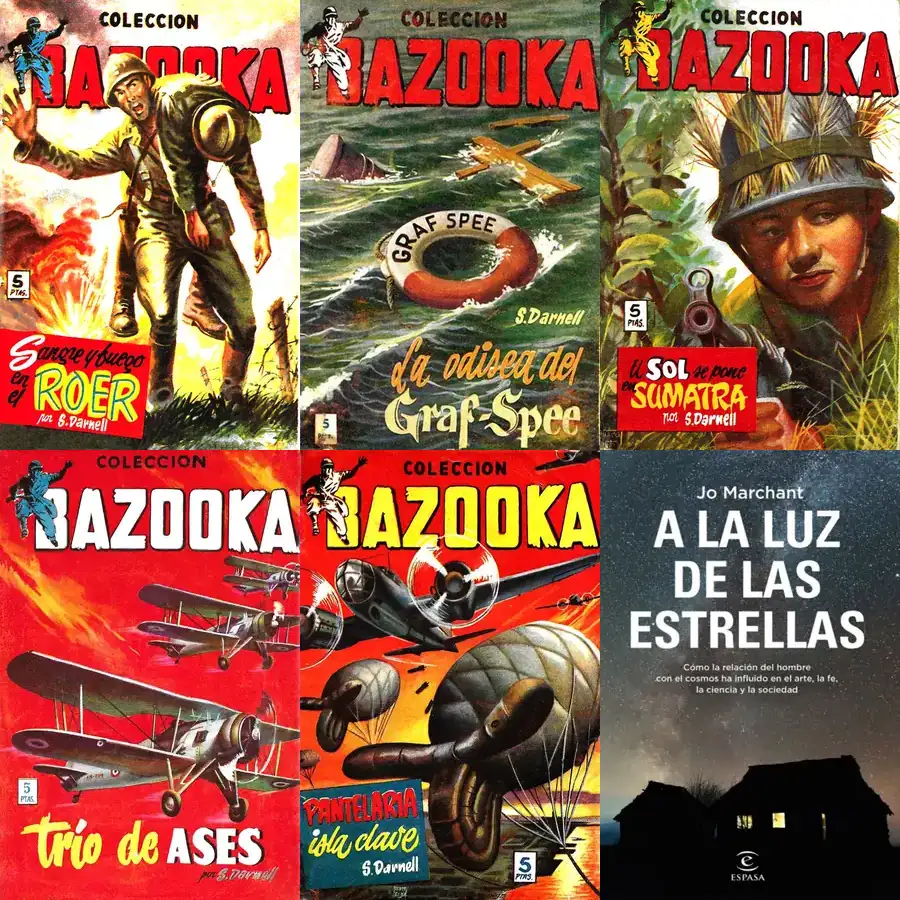 COLECCION
BAZOOKA
5
PTAS.
Sangre y fuego
en
el ROER
por S. Darnell
COLECCION
BAZOOKA
GRAF SPEE
S. Darnell
La odisea del
Graf-Spee
5
PTAS.
COLECCION
BAZOOKA
5
PTAS.
El SOL se pone
en SUMATRA
por S. Darnell
COLECCION
BAZOOKA
5
PTAS.
trío de ASES
por S. Darnell
COLECCION
BAZOOKA
PANTELARIA
isla clave
S. Darnell
5
PTAS.
Jo Marchant
A LA LUZ
DE LAS
ESTRELLAS
Cómo la relación del hombre
con el cosmos ha influido en el arte, la fe,
la ciencia y la sociedad
e
ESPASA